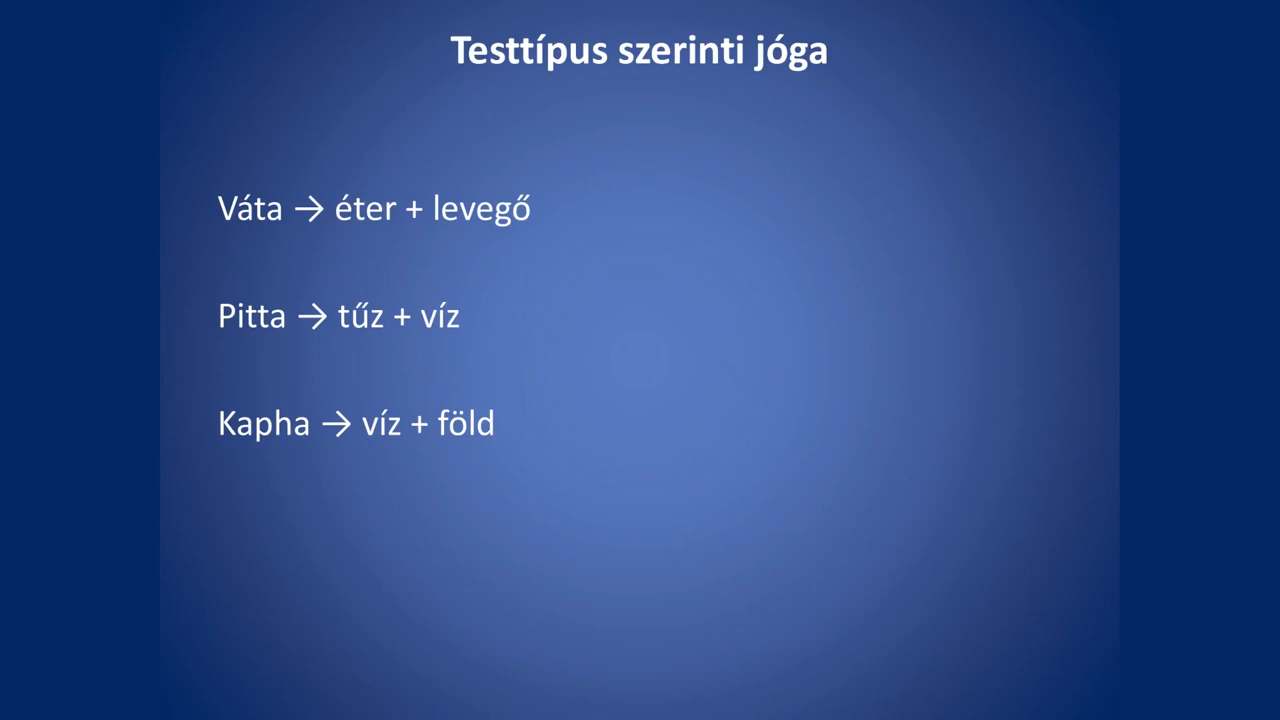 Testtípus szerinti jóga
Váta → éter + levegő
Pitta → tűz + víz
Kapha → víz + föld